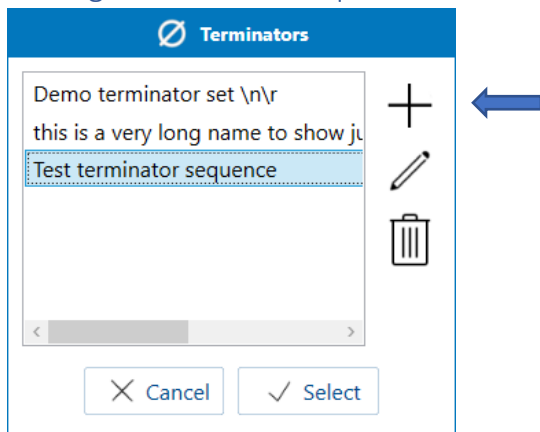 Terminators
Demo terminator set \n\r
this is a very long name to show ju
Test terminator sequence
Cancel
Select